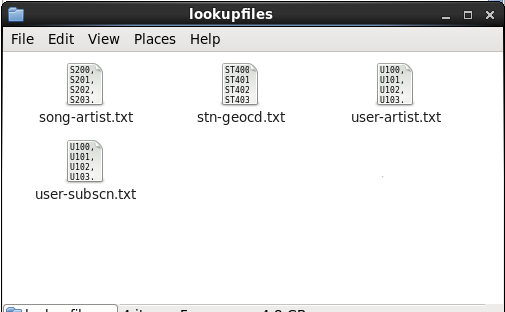 lookupfiles
File Edit View Places Help
S200, ST400 U100,
S201, ST401 U101,
S202, ST402 U102,
S203. ST403 U103.
song-artist.txt stn-geocd.txt user-artist.txt
U100,
U101,
U102,
U103.
user-subscn.txt